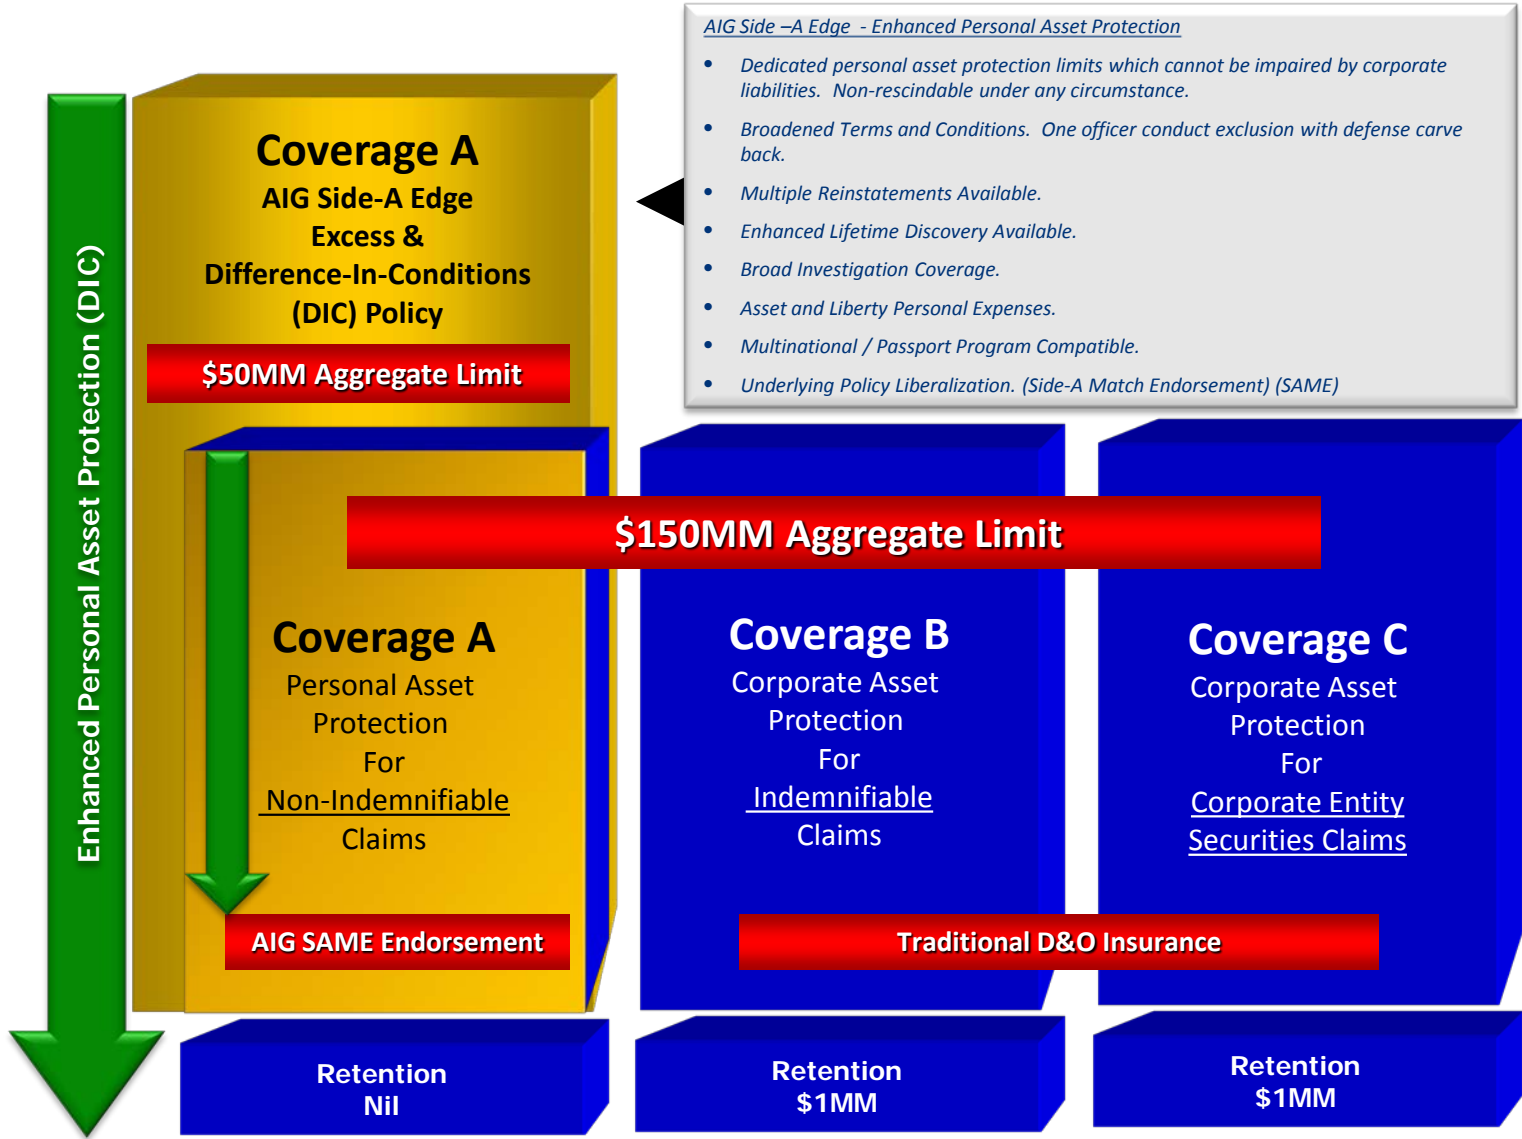 AIG Side –A Edge  - Enhanced Personal Asset Protection
• Dedicated personal asset protection limits which cannot be impaired by corporate
liabilities.  Non-rescindable under any circumstance.
• Broadened Terms and Conditions.  One officer conduct exclusion with defense carve
back.
• Multiple Reinstatements Available.
• Enhanced Lifetime Discovery Available.
• Broad Investigation Coverage.
• Asset and Liberty Personal Expenses.
• Multinational / Passport Program Compatible.
• Underlying Policy Liberalization. (Side-A Match Endorsement) (SAME)
Enhanced Personal Asset Protection (DIC)
Coverage A
AIG Side-A Edge
Excess &
Difference-In-Conditions
(DIC) Policy
$50MM Aggregate Limit
$150MM Aggregate Limit
Coverage A
Personal Asset
Protection
For
Non-Indemnifiable
Claims
AIG SAME Endorsement
Coverage B
Corporate Asset
Protection
For
Indemnifiable
Claims
Coverage C
Corporate Asset
Protection
For
Corporate Entity
Securities Claims
Traditional D&O Insurance
Retention
Nil
Retention
$1MM
Retention
$1MM